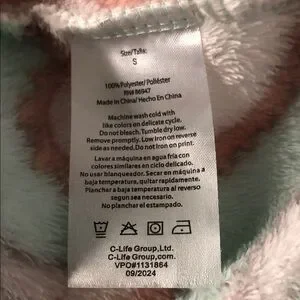 Size/Talla:
S
100%Polyester/Poliéster
RN# 86947
Made in China/Hecho En China
Machine wash cold with
like colors on delicate cycle.
Do not bleach. Tumble dry low.
Remove promptly. Low Iron on reverse
side as needed. Do not Iron on print.
Lavar a máquina en agua fría con
colores similares en ciclo delicado.
No usar blanqueador. Secar a máquina a
baja temperatura, quitar rapidamente.
Planchar a baja temperatura al reverso
segun sea necesario.
No planchar el diseño.
C-Life Group,Ltd.
C-Life Group,com.
VPO#1131864
09/2024